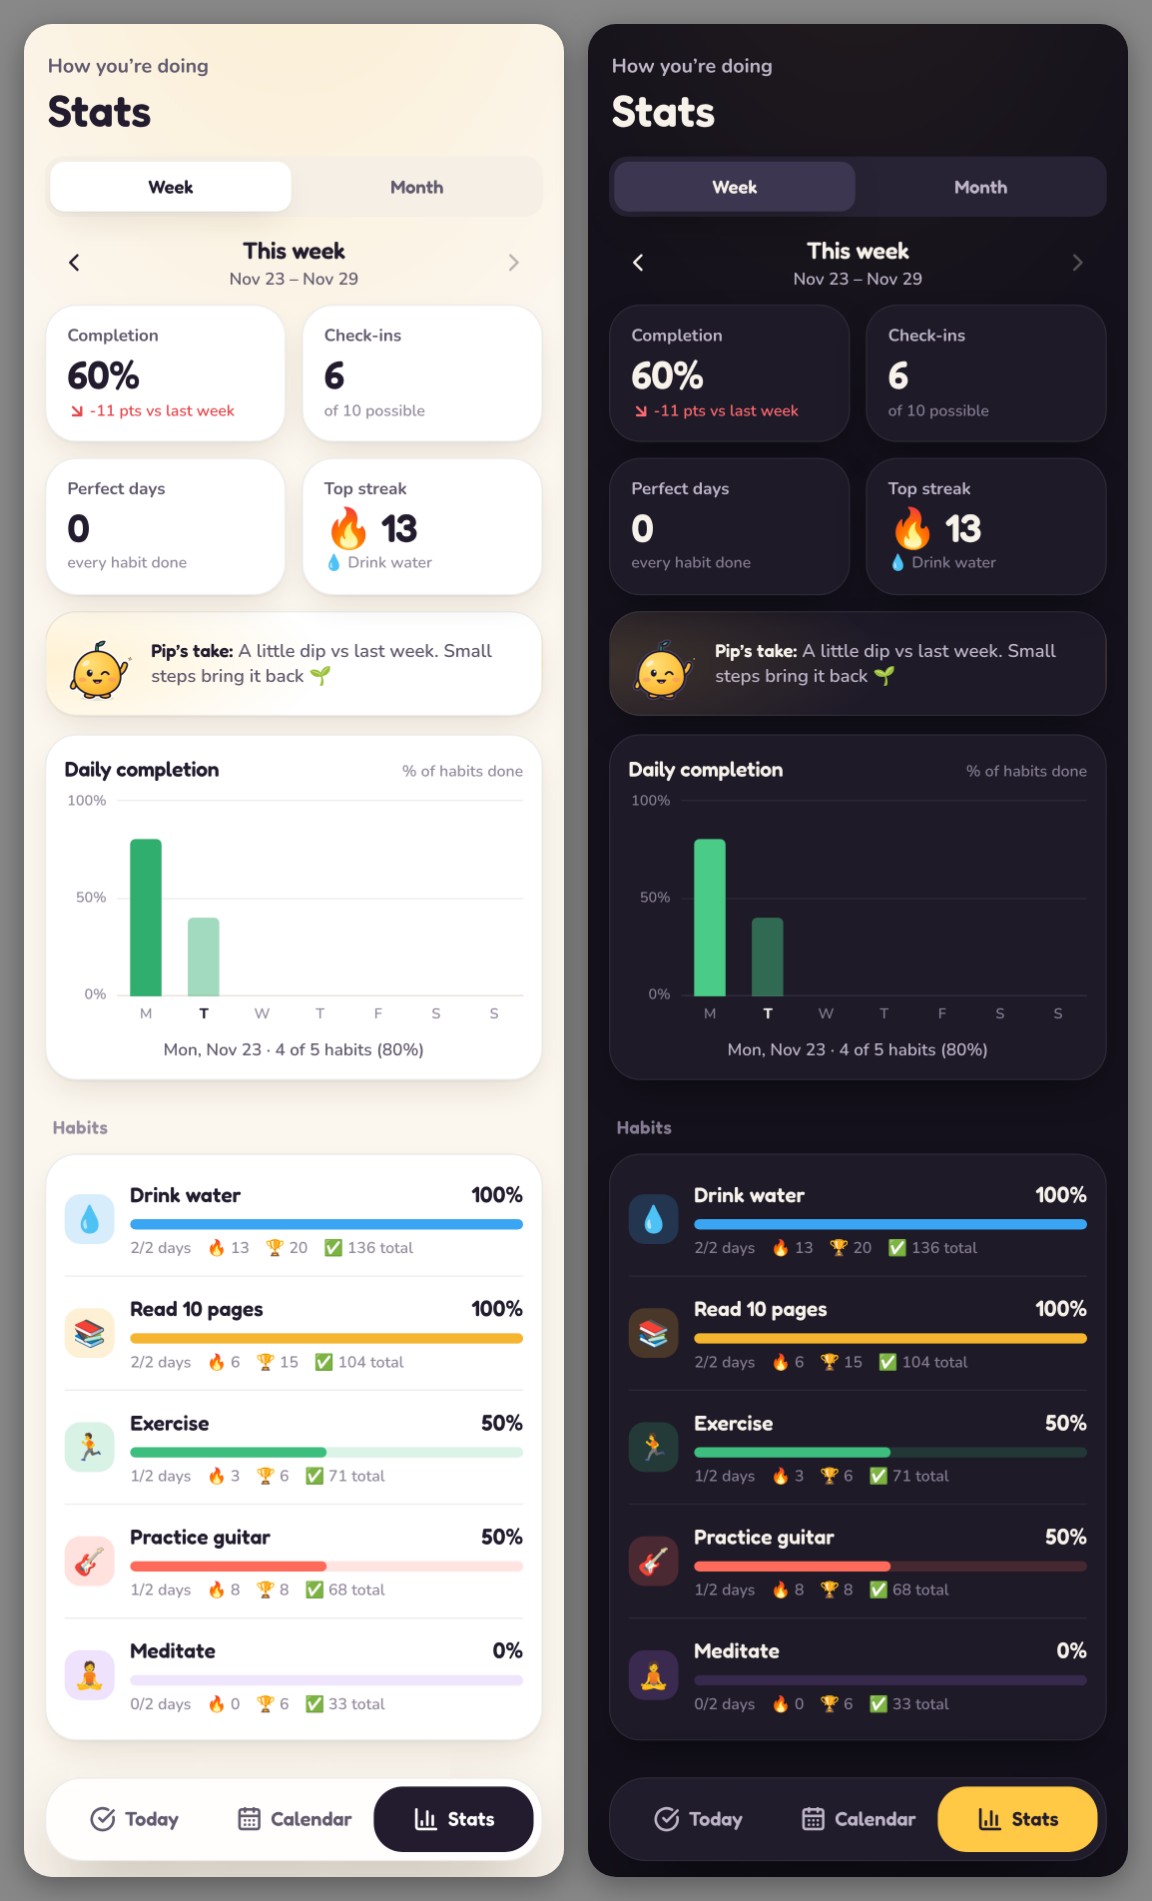 How you’re doing
Stats
Week Month
This week
Nov 23 – Nov 29
Completion
60%
-11 pts vs last week
Check-ins
6
of 10 possible
Perfect days
0
every habit done
Top streak
13
Drink water
Pip’s take: A little dip vs last week. Small
steps bring it back
Daily completion % of habits done
100%
50%
0%
M T W T F S S
Mon, Nov 23 · 4 of 5 habits (80%)
Habits
Drink water 100%
2/2 days 13 20 136 total
Read 10 pages 100%
2/2 days 6 15 104 total
Exercise 50%
1/2 days 3 6 71 total
Practice guitar 50%
1/2 days 8 8 68 total
Meditate 0%
0/2 days 0 6 33 total
Today Calendar Stats
How you’re doing
Stats
Week Month
This week
Nov 23 – Nov 29
Completion
60%
-11 pts vs last week
Check-ins
6
of 10 possible
Perfect days
0
every habit done
Top streak
13
Drink water
Pip’s take: A little dip vs last week. Small
steps bring it back
Daily completion % of habits done
100%
50%
0%
M T W T F S S
Mon, Nov 23 · 4 of 5 habits (80%)
Habits
Drink water 100%
2/2 days 13 20 136 total
Read 10 pages 100%
2/2 days 6 15 104 total
Exercise 50%
1/2 days 3 6 71 total
Practice guitar 50%
1/2 days 8 8 68 total
Meditate 0%
0/2 days 0 6 33 total
Today Calendar Stats